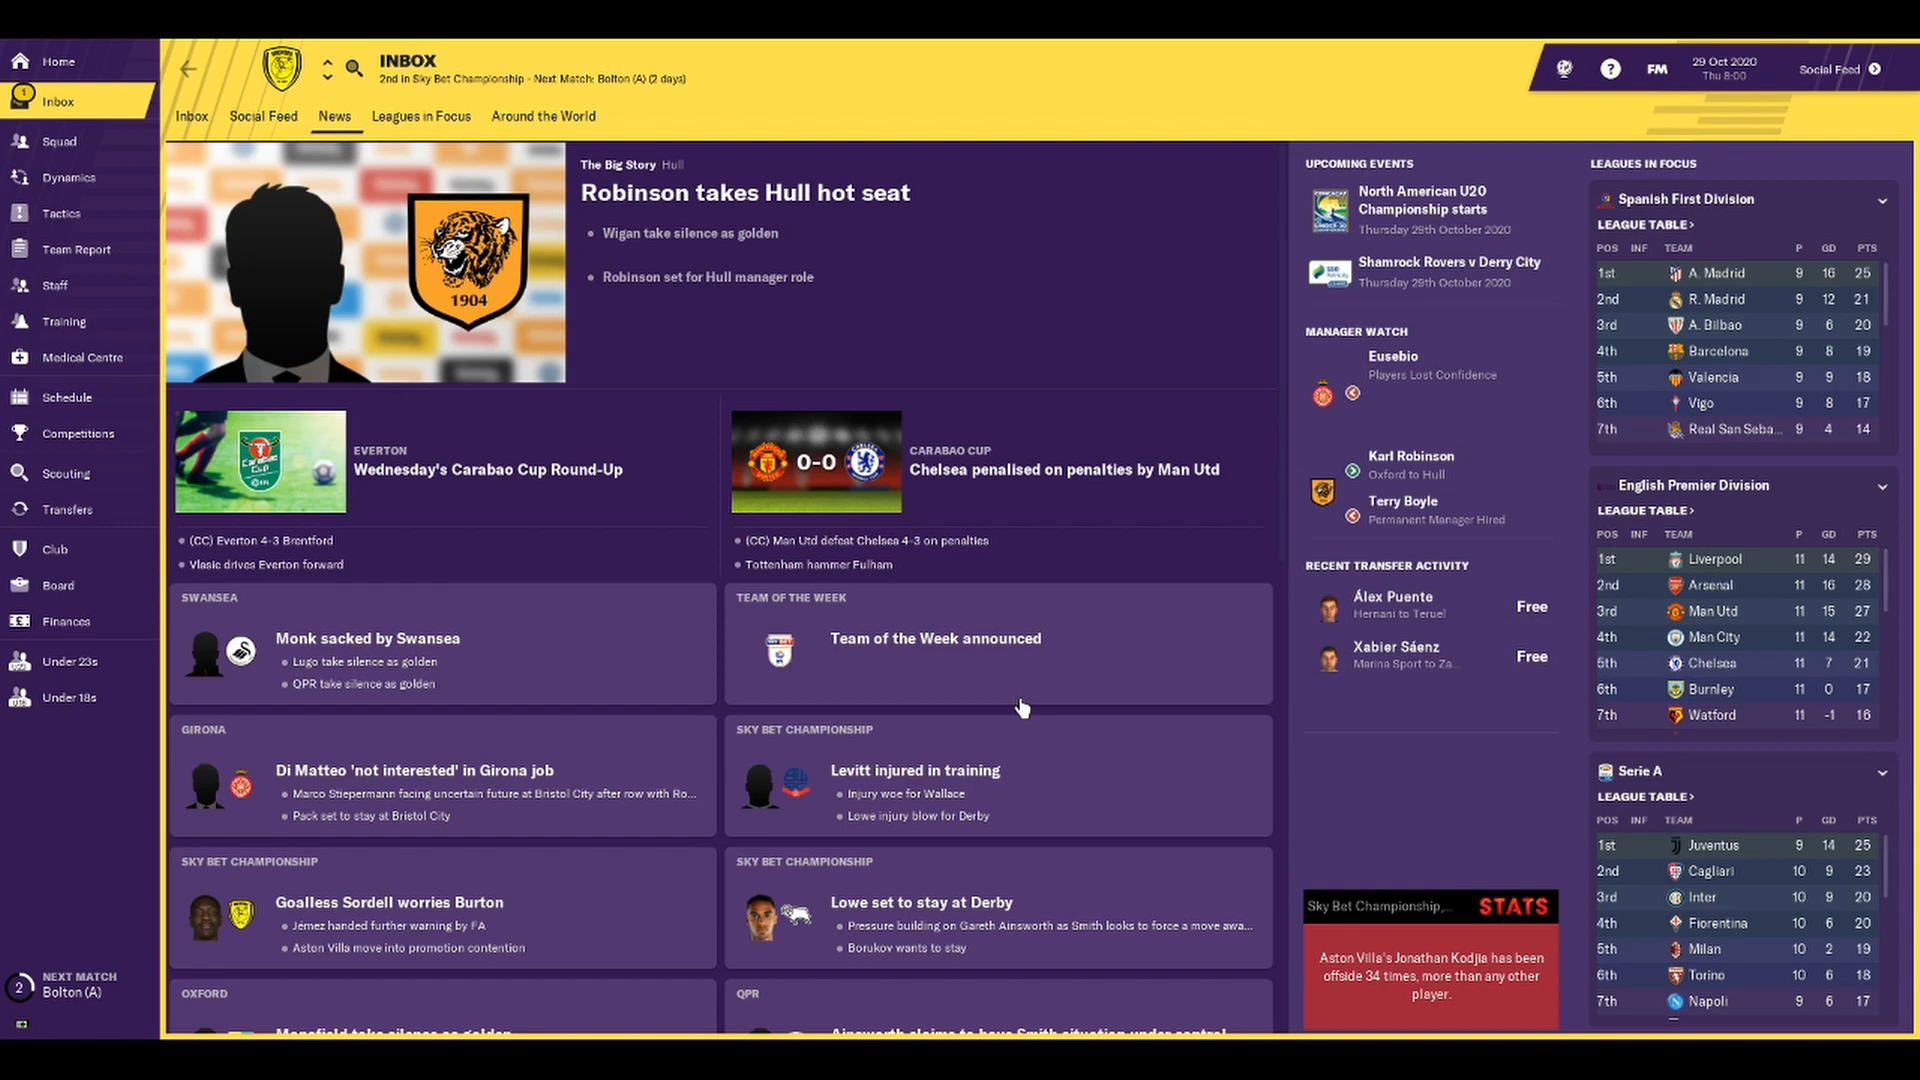 Home
1
Inbox
Squad
Dynamics
Tactics
Team Report
Staff
Training
Medical Centre
Schedule
Competitions
Scouting
Transfers
Club
Board
Finances
Under 23s
Under 18s
2
NEXT MATCH
Bolton (A)
INBOX
2nd in Sky Bet Championship - Next Match: Bolton (A) (2 days)
FM
29 Oct 2020
Thu 8:00
Social Feed
Inbox
Social Feed
News
Leagues in Focus
Around the World
1904
The Big Story Hull
Robinson takes Hull hot seat
Wigan take silence as golden
Robinson set for Hull manager role
EVERTON
Wednesday's Carabao Cup Round-Up
(CC) Everton 4-3 Brentford
Vlasic drives Everton forward
0-0
CARABAO CUP
Chelsea penalised on penalties by Man Utd
(CC) Man Utd defeat Chelsea 4-3 on penalties
Tottenham hammer Fulham
SWANSEA
Monk sacked by Swansea
Lugo take silence as golden
QPR take silence as golden
TEAM OF THE WEEK
Team of the Week announced
GIRONA
Di Matteo 'not interested' in Girona job
Marco Stiepermann facing uncertain future at Bristol City after row with Ro...
Pack set to stay at Bristol City
SKY BET CHAMPIONSHIP
Levitt injured in training
Injury woe for Wallace
Lowe injury blow for Derby
SKY BET CHAMPIONSHIP
Goalless Sordell worries Burton
Jémez handed further warning by FA
Aston Villa move into promotion contention
SKY BET CHAMPIONSHIP
Lowe set to stay at Derby
Pressure building on Gareth Ainsworth as Smith looks to force a move awa...
Borukov wants to stay
OXFORD
Mansfield take silence as golden
QPR
Ainsworth claims to have Smith situation under control
UPCOMING EVENTS
North American U20
Championship starts
Thursday 29th October 2020
Shamrock Rovers v Derry City
Thursday 29th October 2020
MANAGER WATCH
Eusebio
Players Lost Confidence
Karl Robinson
Oxford to Hull
Terry Boyle
Permanent Manager Hired
RECENT TRANSFER ACTIVITY
Álex Puente
Hernani to Teruel
Free
Xabier Sáenz
Marina Sport to Za...
Free
Sky Bet Championship,... STATS
Aston Villa's Jonathan Kodjia has been
offside 34 times, more than any other
player.
LEAGUES IN FOCUS
Spanish First Division
LEAGUE TABLE >
POS INF TEAM P GD PTS
1st A. Madrid 9 16 25
2nd R. Madrid 9 12 21
3rd A. Bilbao 9 6 20
4th Barcelona 9 8 19
5th Valencia 9 9 18
6th Vigo 9 8 17
7th Real San Seba... 9 4 14
English Premier Division
LEAGUE TABLE >
POS INF TEAM P GD PTS
1st Liverpool 11 14 29
2nd Arsenal 11 16 28
3rd Man Utd 11 15 27
4th Man City 11 14 22
5th Chelsea 11 7 21
6th Burnley 11 0 17
7th Watford 11 -1 16
Serie A
LEAGUE TABLE >
POS INF TEAM P GD PTS
1st Juventus 9 14 25
2nd Cagliari 10 9 23
3rd Inter 10 9 20
4th Fiorentina 10 6 20
5th Milan 10 2 19
6th Torino 10 6 18
7th Napoli 9 6 17